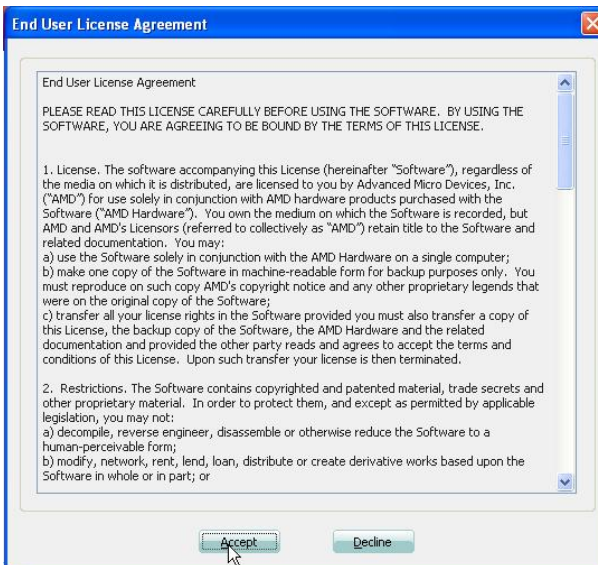 End User License Agreement
End User License Agreement
PLEASE READ THIS LICENSE CAREFULLY BEFORE USING THE SOFTWARE.  BY USING THE
SOFTWARE, YOU ARE AGREEING TO BE BOUND BY THE TERMS OF THIS LICENSE.
1. License. The software accompanying this License (hereinafter "Software"), regardless of
the media on which it is distributed, are licensed to you by Advanced Micro Devices, Inc.
("AMD") for use solely in conjunction with AMD hardware products purchased with the
Software ("AMD Hardware").  You own the medium on which the Software is recorded, but
AMD and AMD's Licensors (referred to collectively as "AMD") retain title to the Software and
related documentation.  You may:
a) use the Software solely in conjunction with the AMD Hardware on a single computer;
b) make one copy of the Software in machine-readable form for backup purposes only.  You
must reproduce on such copy AMD's copyright notice and any other proprietary legends that
were on the original copy of the Software;
c) transfer all your license rights in the Software provided you must also transfer a copy of
this License, the backup copy of the Software, the AMD Hardware and the related
documentation and provided the other party reads and agrees to accept the terms and
conditions of this License.  Upon such transfer your license is then terminated.
2.  Restrictions. The Software contains copyrighted and patented material, trade secrets and
other proprietary material.  In order to protect them, and except as permitted by applicable
legislation, you may not:
a) decompile, reverse engineer, disassemble or otherwise reduce the Software to a
human-perceivable form;
b) modify, network, rent, lend, loan, distribute or create derivative works based upon the
Software in whole or in part; or
Accept Decline